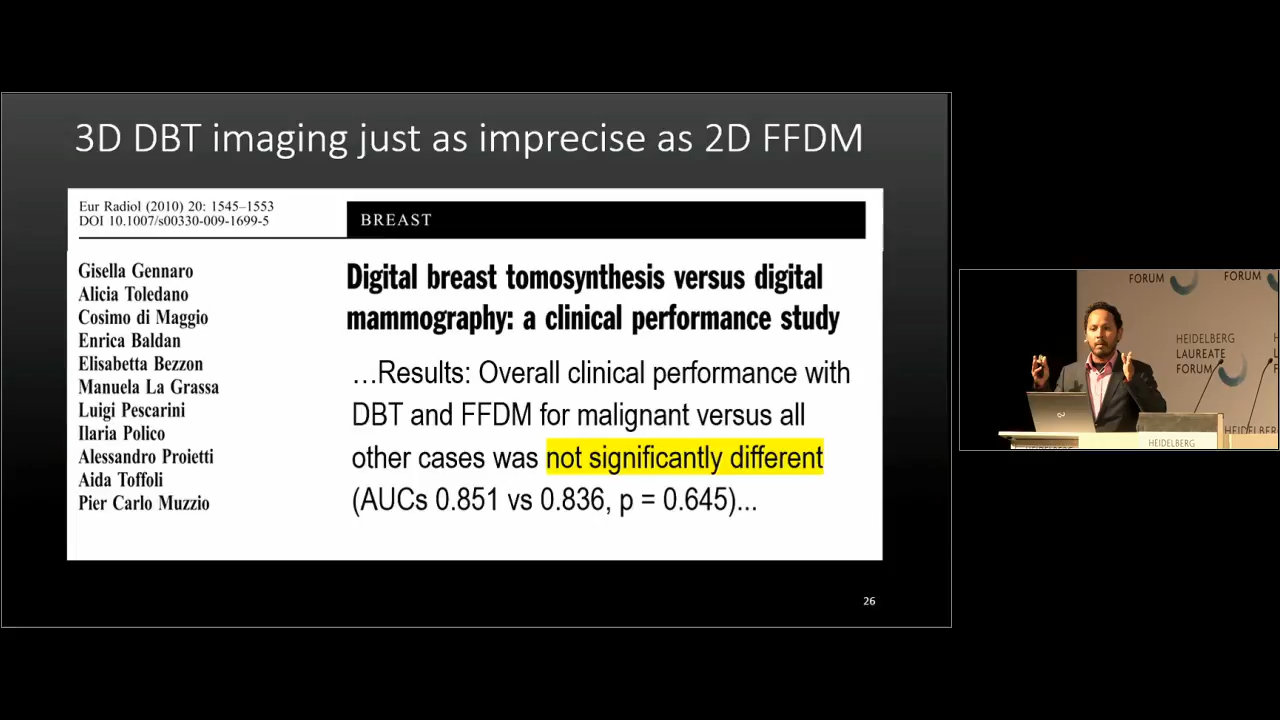 3D DBT imaging just as imprecise as 2D FFDM
Eur Radiol (2010) 20: 1545–1553
DOI 10.1007/s00330-009-1699-5
BREAST
Gisella Gennaro
Alicia Toledano
Cosimo di Maggio
Enrica Baldan
Elisabetta Bezzon
Manuela La Grassa
Luigi Pescarini
Ilaria Polico
Alessandro Proietti
Aida Toffoli
Pier Carlo Muzzio
Digital breast tomosynthesis versus digital
mammography: a clinical performance study
…Results: Overall clinical performance with
DBT and FFDM for malignant versus all
other cases was not significantly different
(AUCs 0.851 vs 0.836, p = 0.645)...
26
FORUM
FORUM
HEIDELBERG
LAUREATE
FORUM
HEIDELBERG
HEIDELBERG